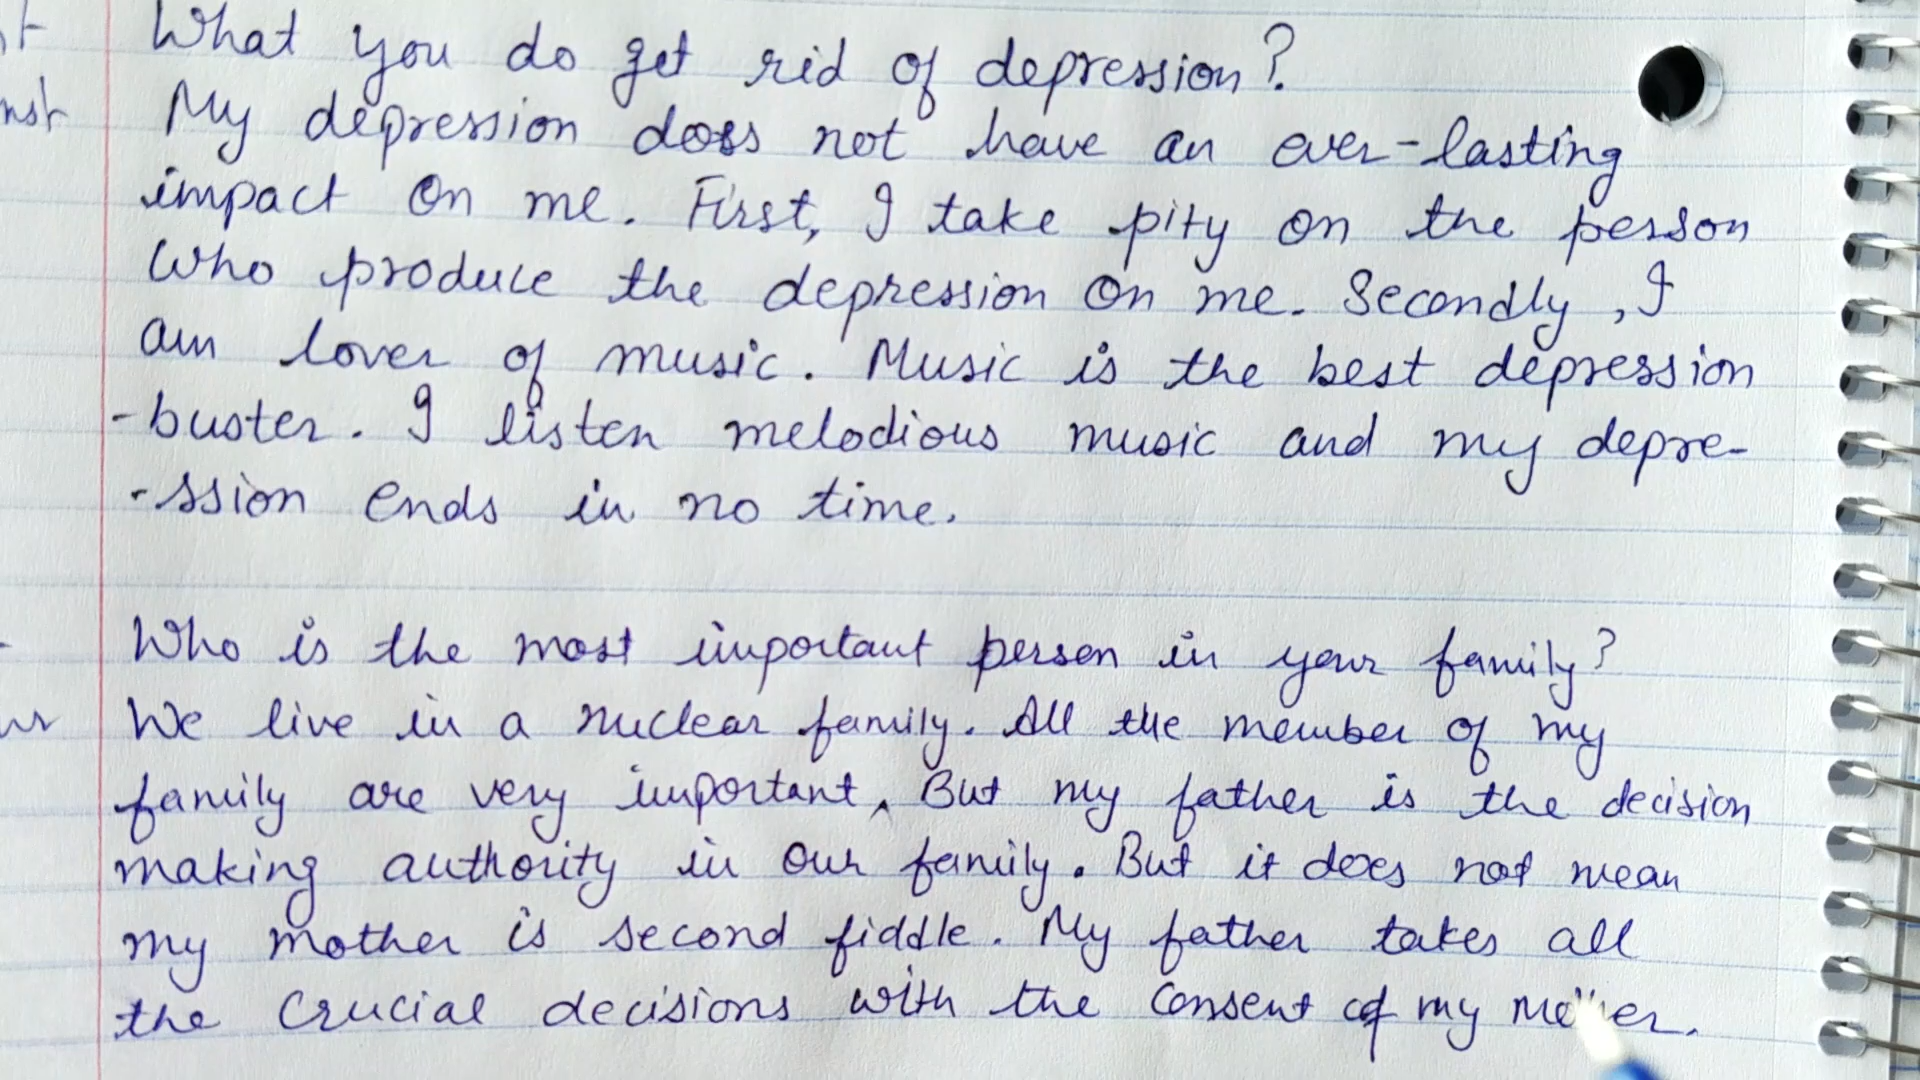 What you do get rid of depression?
My depression does not have an ever-lasting
impact on me. First, I take pity on the person
who produce the depression on me. Secondly, I
am lover of music. Music is the best depression
-buster. I listen melodious music and my depre-
-ssion ends in no time.
Who is the most important person in your family?
We live in a nuclear family. All the member of my
family are very important. But my father is the decision
making authority in our family. But it does not mean
my mother is second fiddle. My father takes all
the crucial decisions with the consent of my mother.